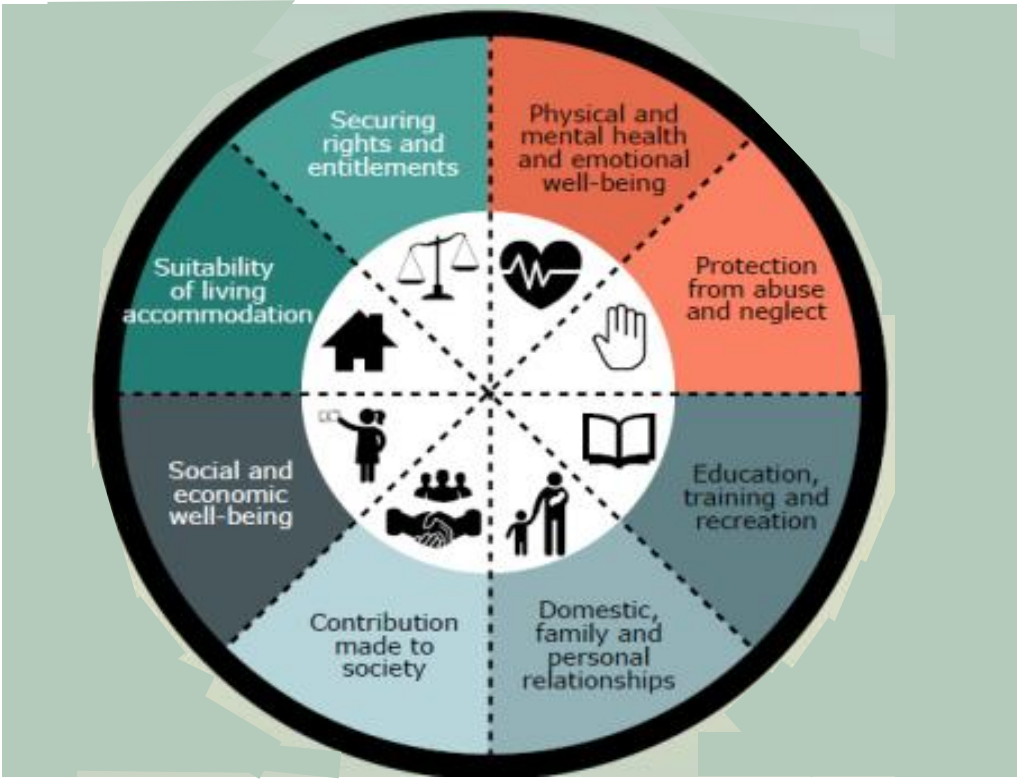 Securing
rights and
entitlements
Physical and
mental health
and emotional
well-being
Protection
from abuse
and neglect
Education,
training and
recreation
Domestic,
family and
personal
relationships
Contribution
made to
society
Social and
economic
well-being
Suitability
of living
accommodation